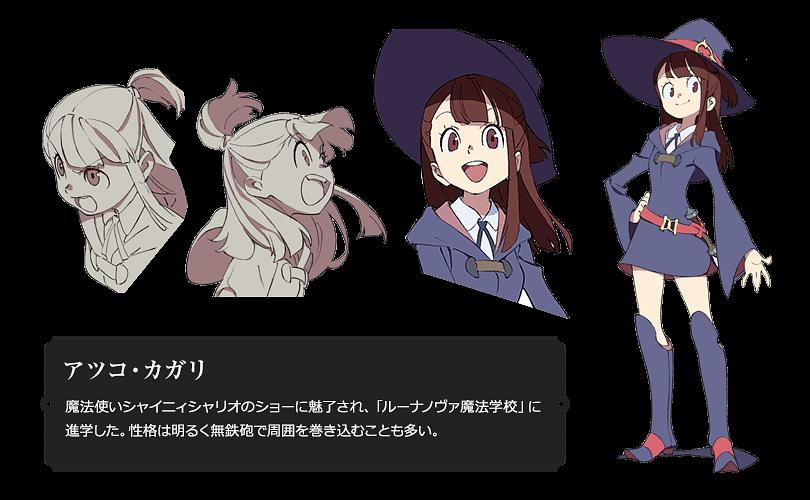 アツコ・カガリ
魔法使いシャイニィシャリオのショーに魅了され、「ルーナノヴァ魔法学校」に
進学した。性格は明るく無鉄砲で周囲を巻き込むことも多い。